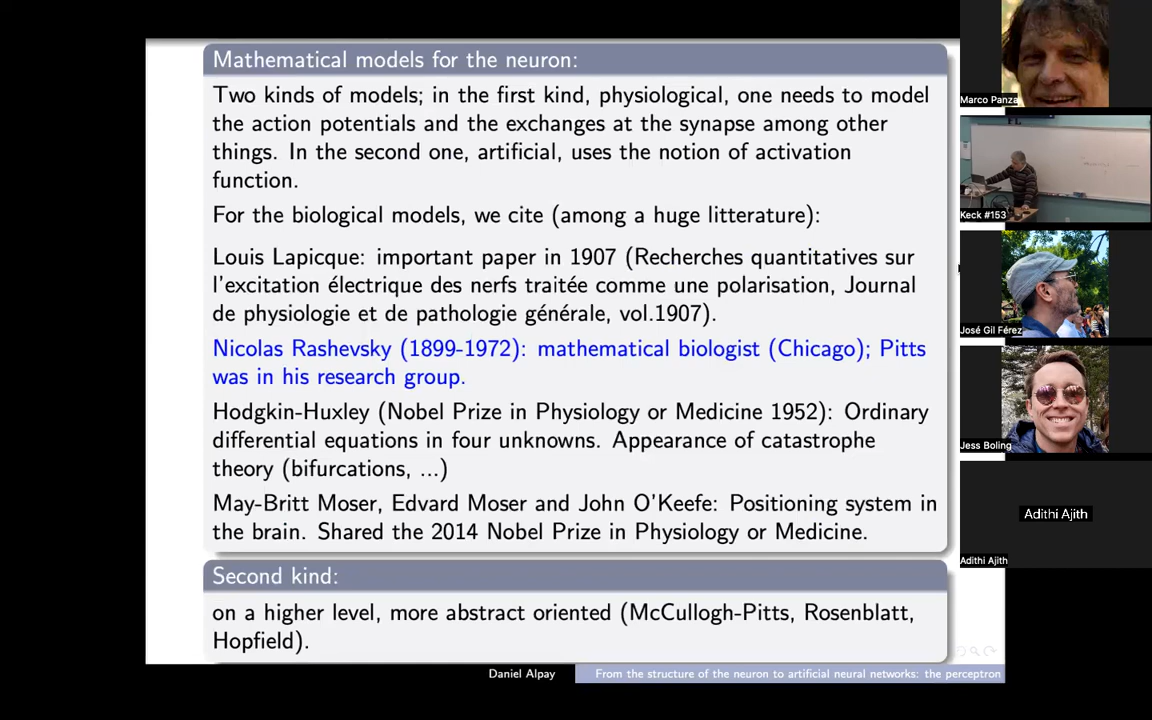 Mathematical models for the neuron:
Two kinds of models; in the first kind, physiological, one needs to model
the action potentials and the exchanges at the synapse among other
things. In the second one, artificial, uses the notion of activation
function.
For the biological models, we cite (among a huge litterature):
Louis Lapicque: important paper in 1907 (Recherches quantitatives sur
l'excitation électrique des nerfs traitée comme une polarisation, Journal
de physiologie et de pathologie générale, vol.1907).
Nicolas Rashevsky (1899-1972): mathematical biologist (Chicago); Pitts
was in his research group.
Hodgkin-Huxley (Nobel Prize in Physiology or Medicine 1952): Ordinary
differential equations in four unknowns. Appearance of catastrophe
theory (bifurcations, ...)
May-Britt Moser, Edvard Moser and John O'Keefe: Positioning system in
the brain. Shared the 2014 Nobel Prize in Physiology or Medicine.
Second kind:
on a higher level, more abstract oriented (McCullogh-Pitts, Rosenblatt,
Hopfield).
Daniel Alpay From the structure of the neuron to artificial neural networks: the perceptron
Marco Panza
Keck #153
José Gil Férez
Jess Boling
Adithi Ajith
Adithi Ajith